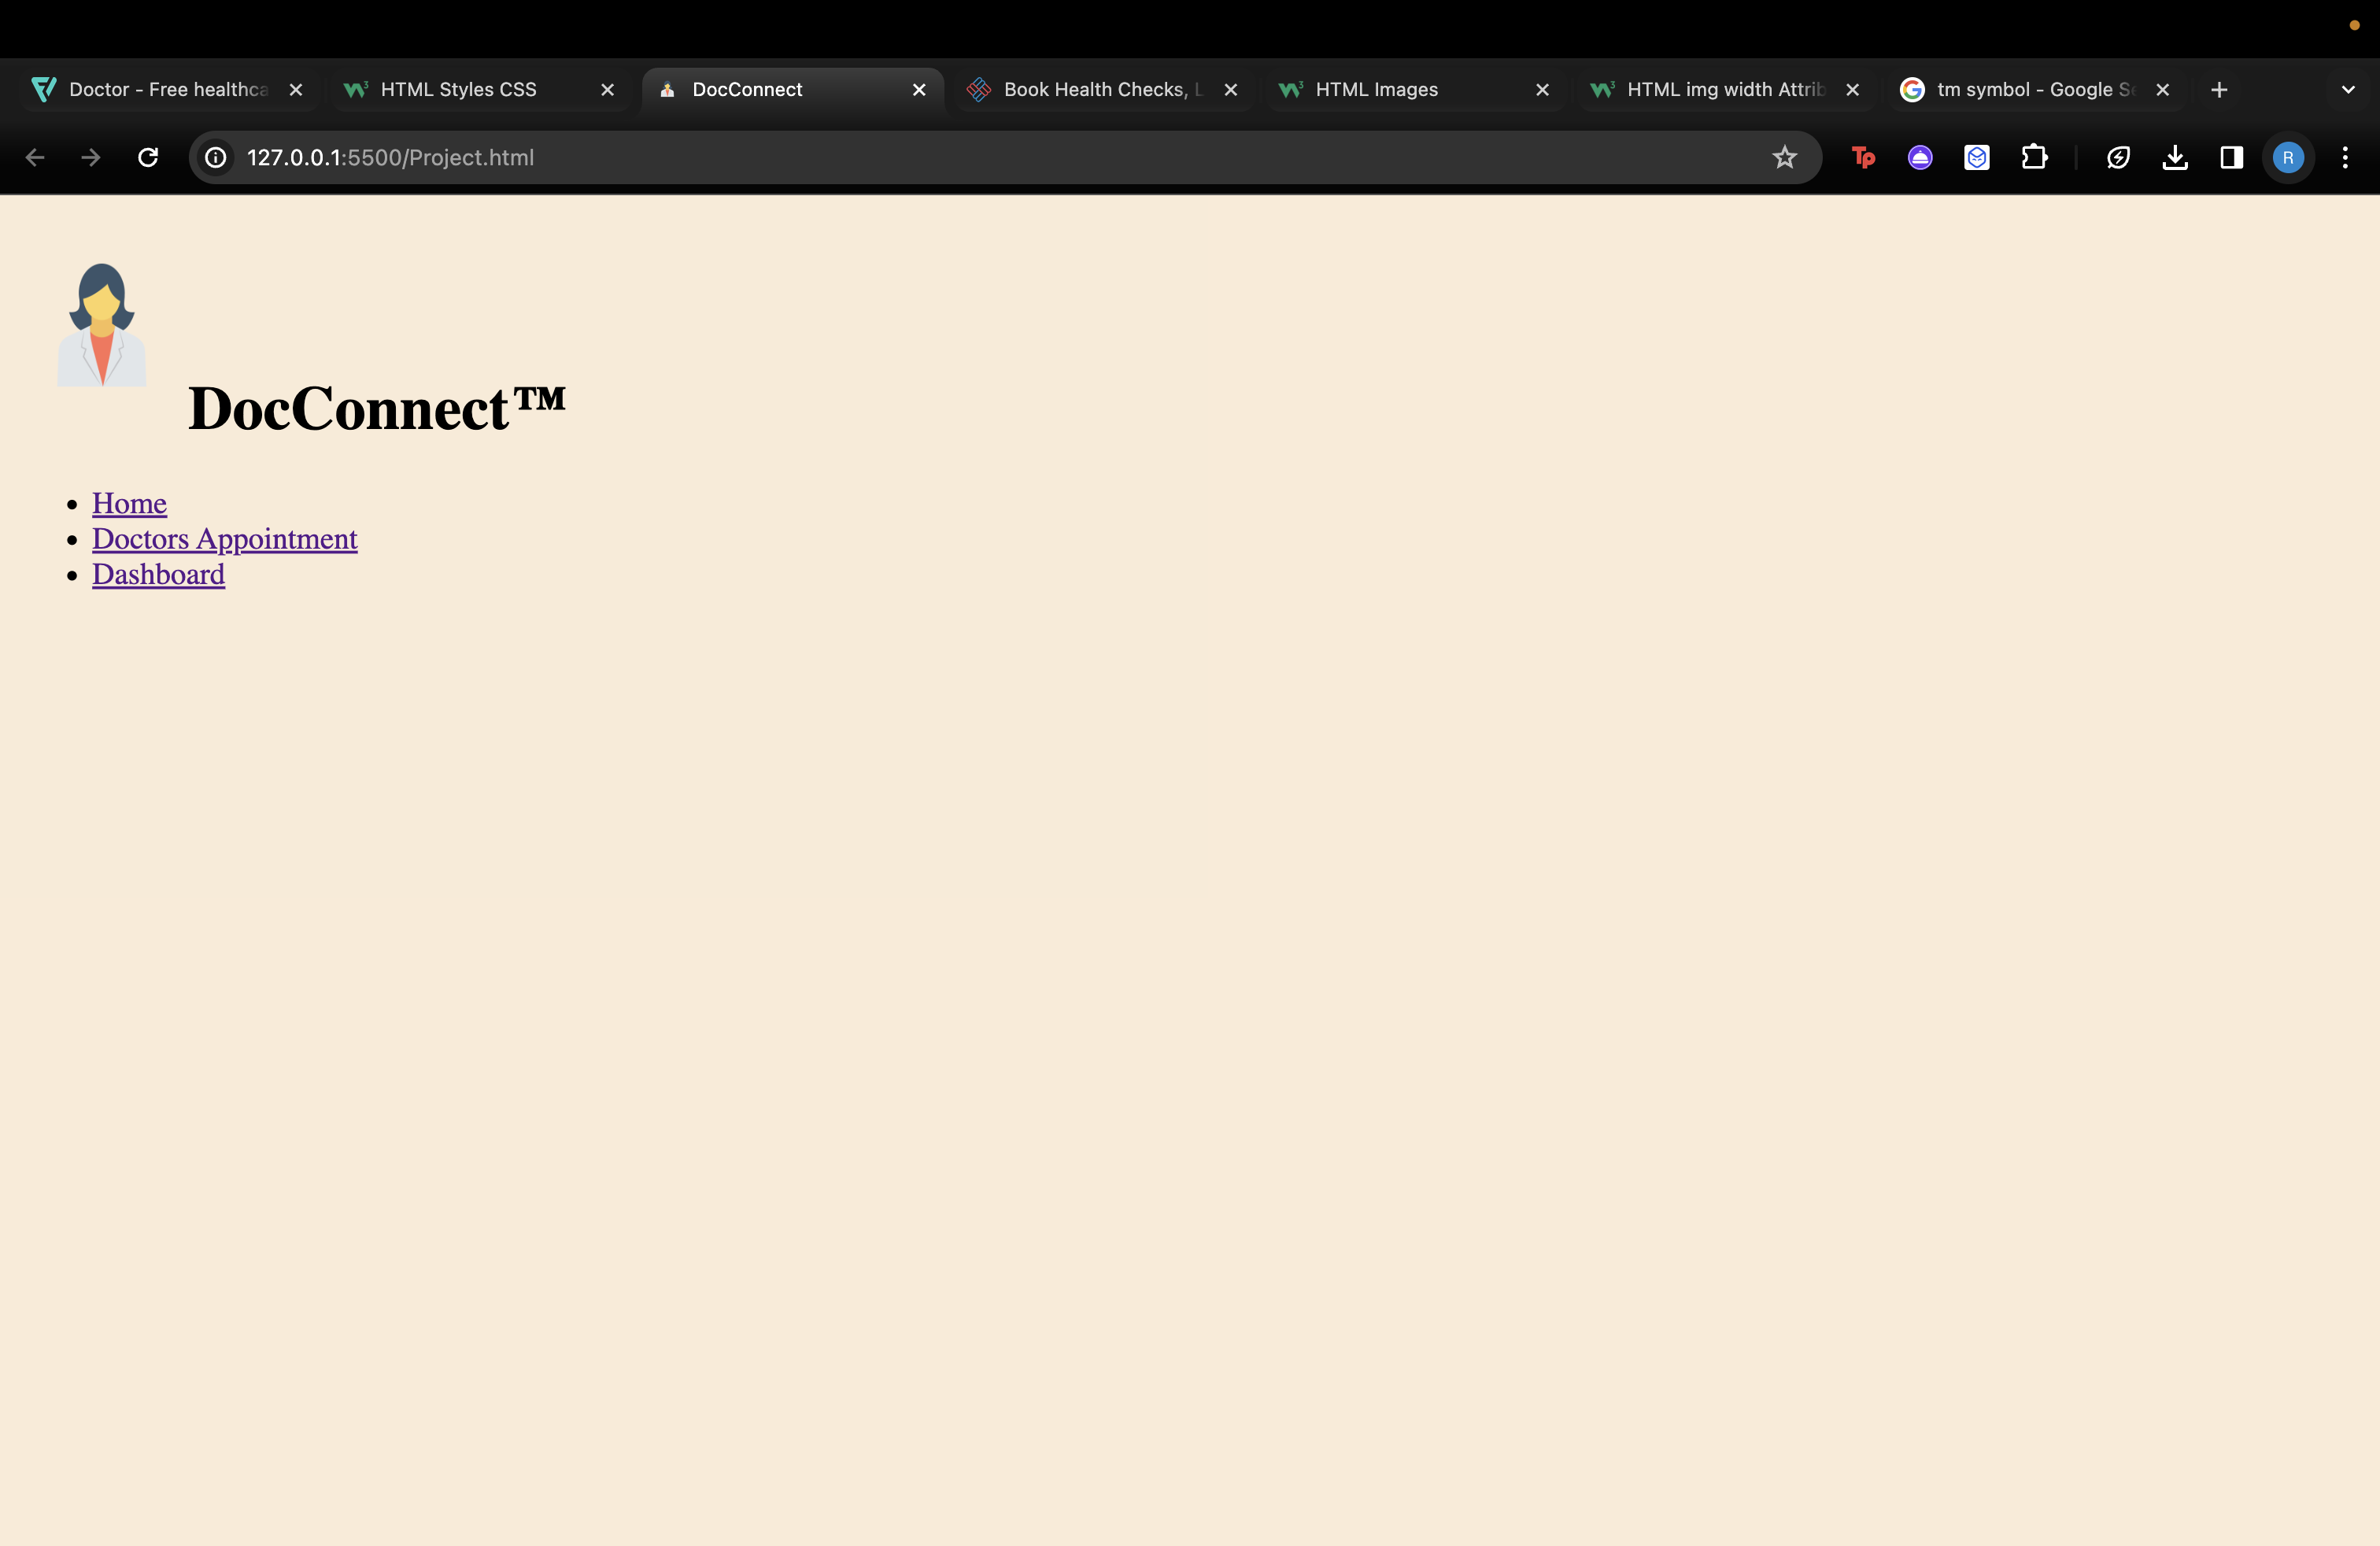 Doctor - Free healthca
HTML Styles CSS
DocConnect
Book Health Checks, L
HTML Images
HTML img width Attrib
tm symbol - Google Se
127.0.0.1:5500/Project.html
Tp
R
DocConnect™
Home
Doctors Appointment
Dashboard